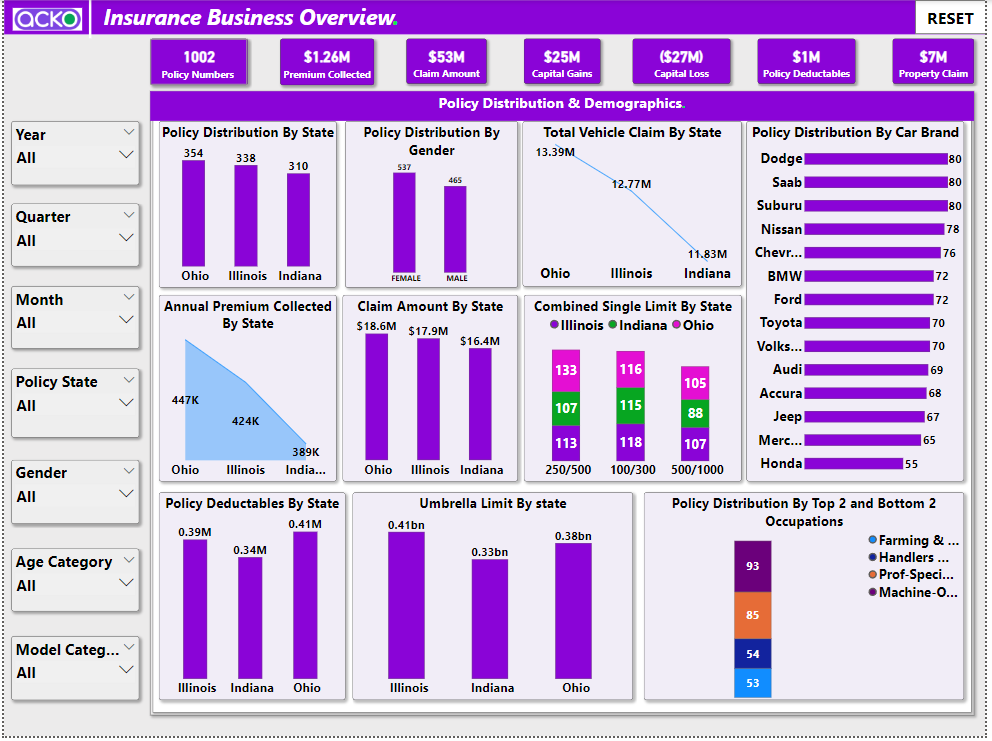 ACKO
Insurance Business Overview.
RESET
1002
Policy Numbers
$1.26M
Premium Collected
$53M
Claim Amount
$25M
Capital Gains
($27M)
Capital Loss
$1M
Policy Deductables
$7M
Property Claim
Policy Distribution & Demographics.
Year
All
Quarter
All
Month
All
Policy State
All
Gender
All
Age Category
All
Model Categ...
All
Policy Distribution By State
354
338
310
Ohio Illinois Indiana
Policy Distribution By
Gender
537
465
FEMALE MALE
Total Vehicle Claim By State
13.39M
12.77M
11.83M
Ohio Illinois Indiana
Policy Distribution By Car Brand
Dodge 80
Saab 80
Suburu 80
Nissan 78
Chevr... 76
BMW 72
Ford 72
Toyota 70
Volks... 70
Audi 69
Accura 68
Jeep 67
Merc... 65
Honda 55
Annual Premium Collected
By State
447K
424K
389K
Ohio Illinois India...
Claim Amount By State
$18.6M
$17.9M
$16.4M
Ohio Illinois Indiana
Combined Single Limit By State
Illinois Indiana Ohio
133 116 105
107 115 88
113 118 107
250/500 100/300 500/1000
Policy Deductables By State
0.39M
0.34M
0.41M
Illinois Indiana Ohio
Umbrella Limit By state
0.41bn
0.33bn
0.38bn
Illinois Indiana Ohio
Policy Distribution By Top 2 and Bottom 2
Occupations
93
85
54
53
Farming & ...
Handlers ...
Prof-Speci...
Machine-O...